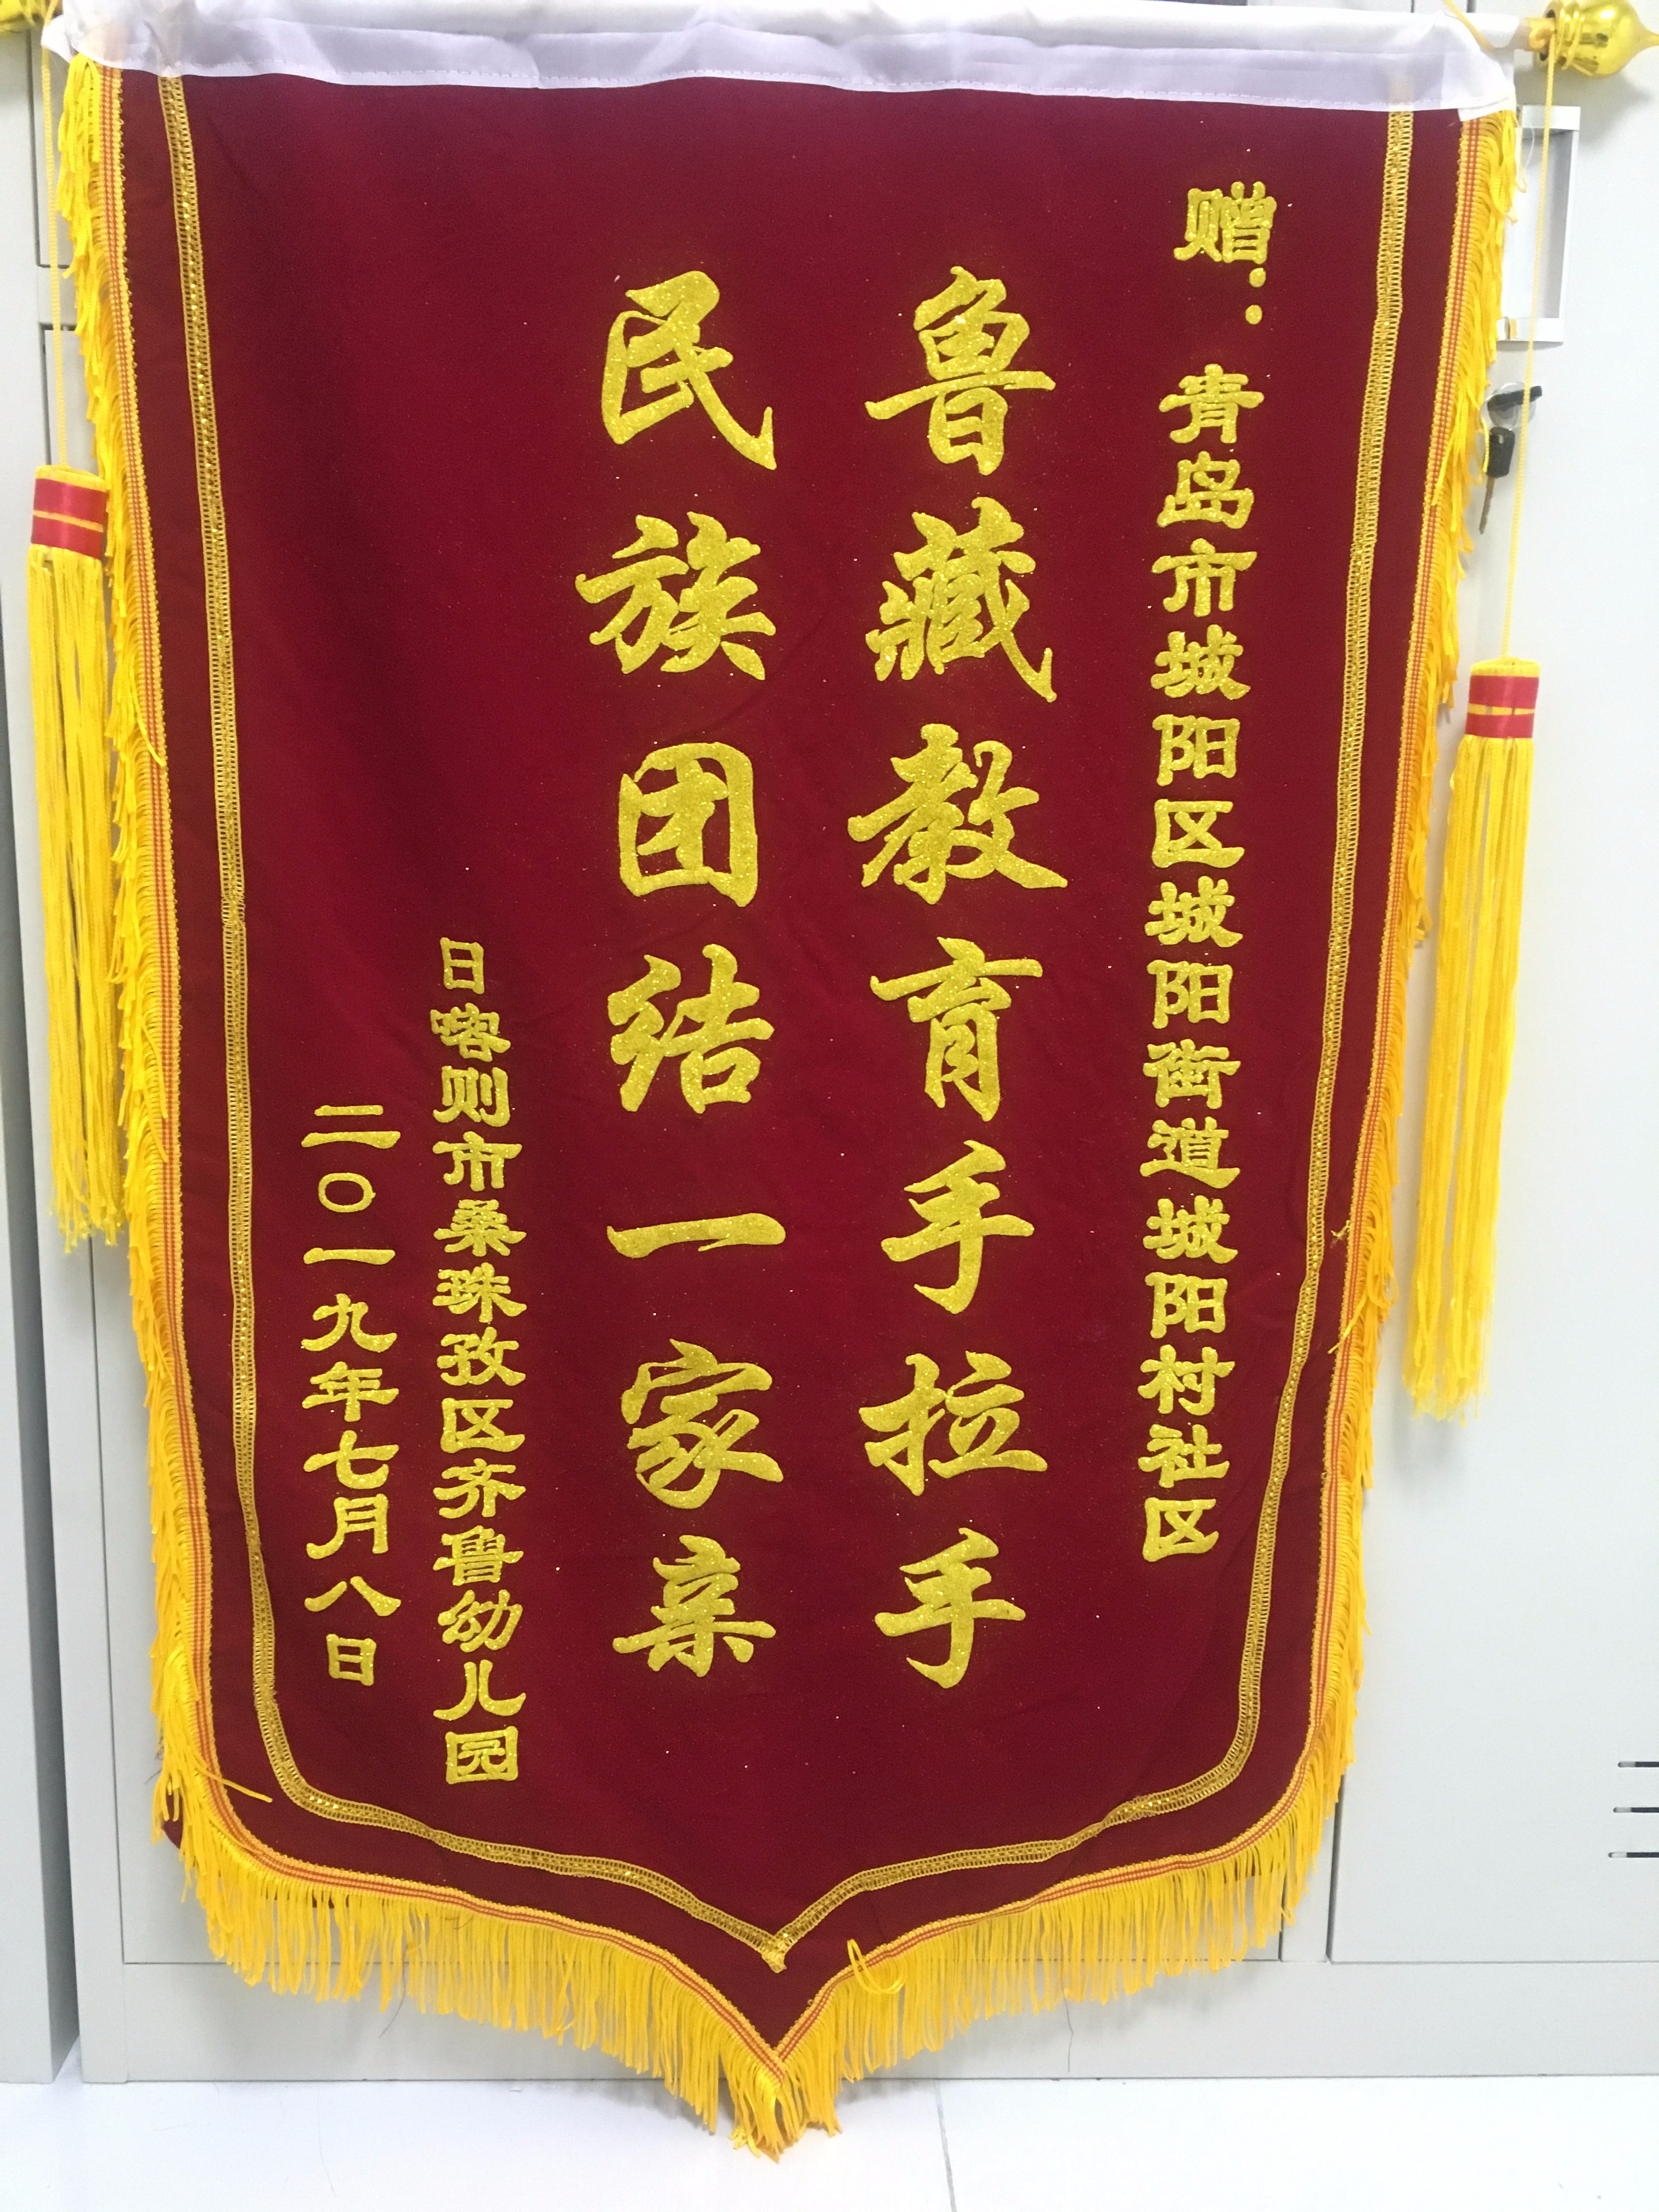 赠：青岛市城阳区城阳街道城阳村社区
鲁藏教育手拉手
民族团结一家亲
日喀则市桑珠孜区齐鲁幼儿园
二〇一九年七月八日